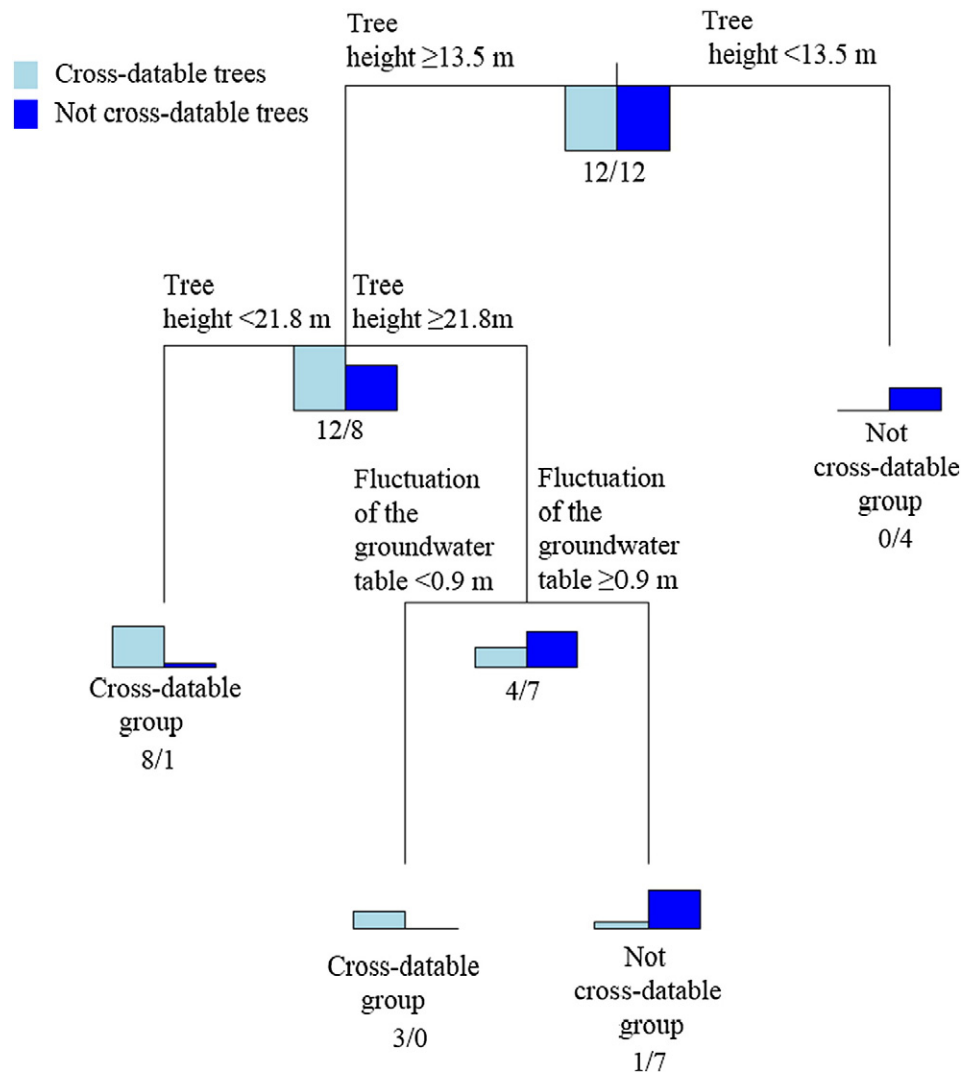 Tree
height ≥13.5 m
Tree
height <13.5 m
Cross-datable trees
Not cross-datable trees
12/12
Tree
height <21.8 m
Tree
height ≥21.8m
12/8
Not
cross-datable
group
0/4
Fluctuation
of the
groundwater
table <0.9 m
Fluctuation
of the
groundwater
table ≥0.9 m
Cross-datable
group
8/1
4/7
Cross-datable
group
3/0
Not
cross-datable
group
1/7